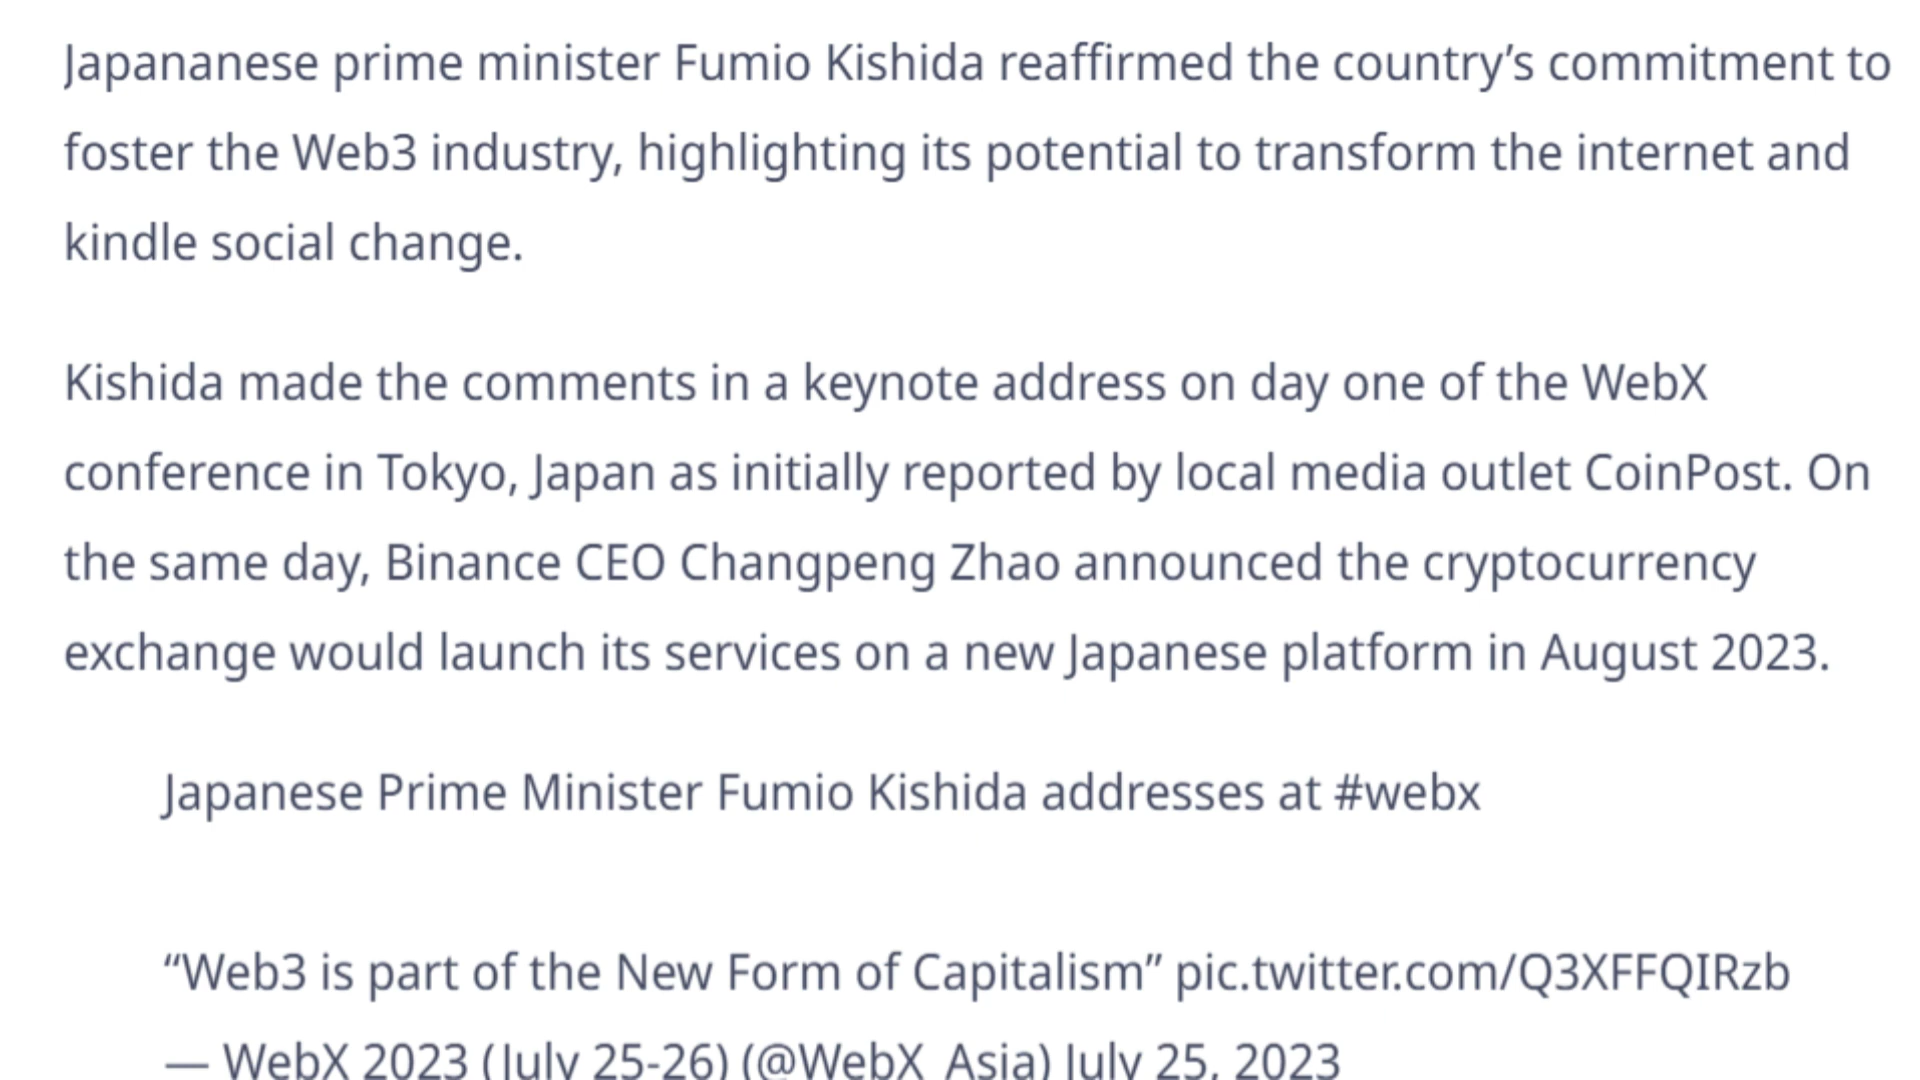 Japananese prime minister Fumio Kishida reaffirmed the country’s commitment to
foster the Web3 industry, highlighting its potential to transform the internet and
kindle social change.
Kishida made the comments in a keynote address on day one of the WebX
conference in Tokyo, Japan as initially reported by local media outlet CoinPost. On
the same day, Binance CEO Changpeng Zhao announced the cryptocurrency
exchange would launch its services on a new Japanese platform in August 2023.
Japanese Prime Minister Fumio Kishida addresses at #webx
“Web3 is part of the New Form of Capitalism” pic.twitter.com/Q3XFFQIRzb
— WebX 2023 (July 25-26) (@WebX_Asia) July 25, 2023